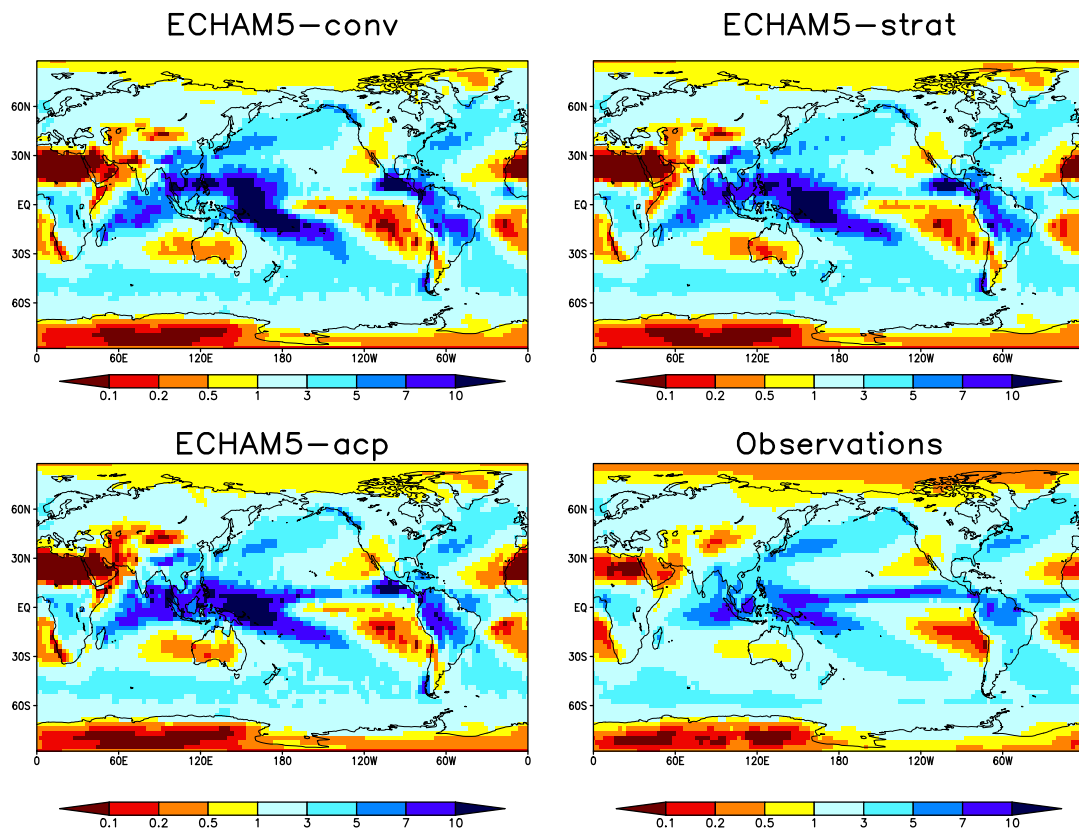 ECHAM5-conv
60N
30N
EQ
30S
60S
0 60E 120E 180 120W 60W 0
0.1 0.2 0.5 1 3 5 7 10
ECHAM5-strat
60N
30N
EQ
30S
60S
0 60E 120E 180 120W 60W
0.1 0.2 0.5 1 3 5 7 10
ECHAM5-acp
60N
30N
EQ
30S
60S
0 60E 120E 180 120W 60W 0
0.1 0.2 0.5 1 3 5 7 10
Observations
60N
30N
EQ
30S
60S
0 60E 120E 180 120W 60W
0.1 0.2 0.5 1 3 5 7 10